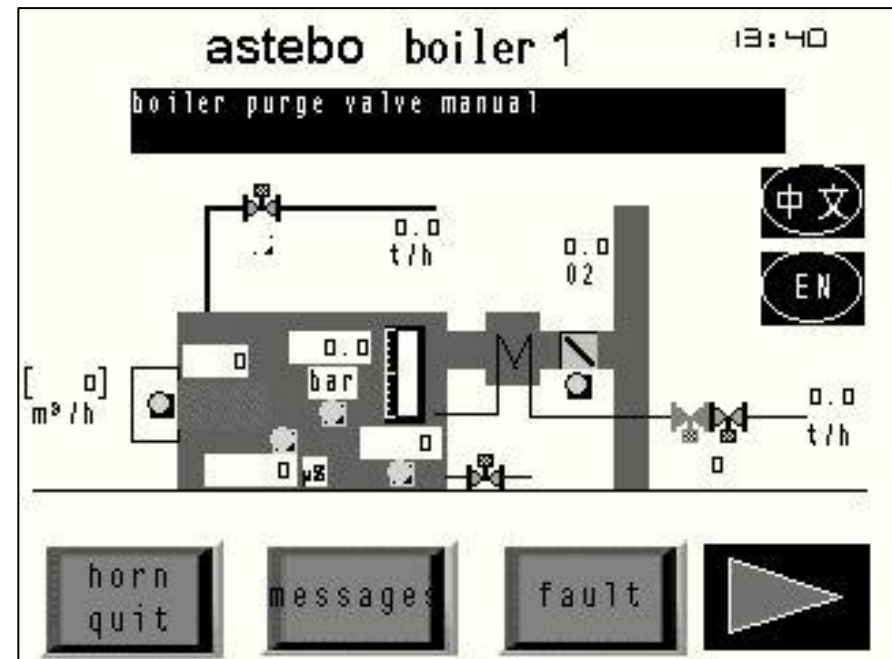 astebo boiler 1
13:40
boiler purge valve manual
中文
0.0
t/h
0.0
O2
EN
0
0.0
bar
[ 0]
m³/h
0.0
t/h
0
0
0 µS
horn
quit
messages
fault